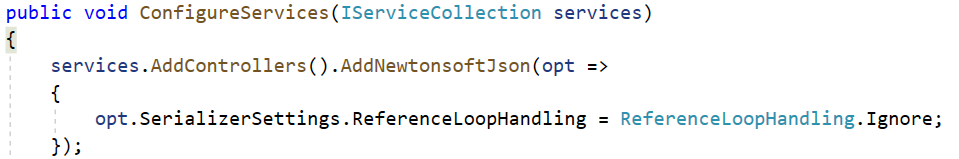 public void ConfigureServices(IServiceCollection services)
{
    services.AddControllers().AddNewtonsoftJson(opt =>
    {
        opt.SerializerSettings.ReferenceLoopHandling = ReferenceLoopHandling.Ignore;
    });